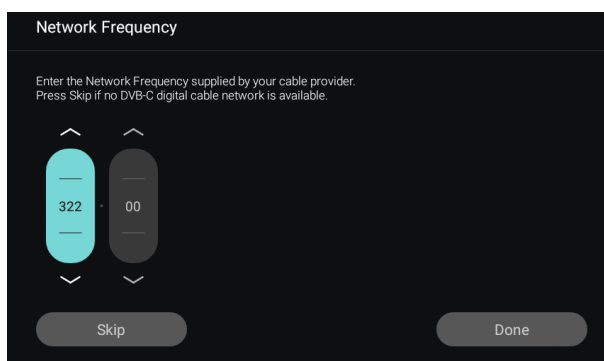 Network Frequency
Enter the Network Frequency supplied by your cable provider.
Press Skip if no DVB-C digital cable network is available.
322 · 00
Skip Done